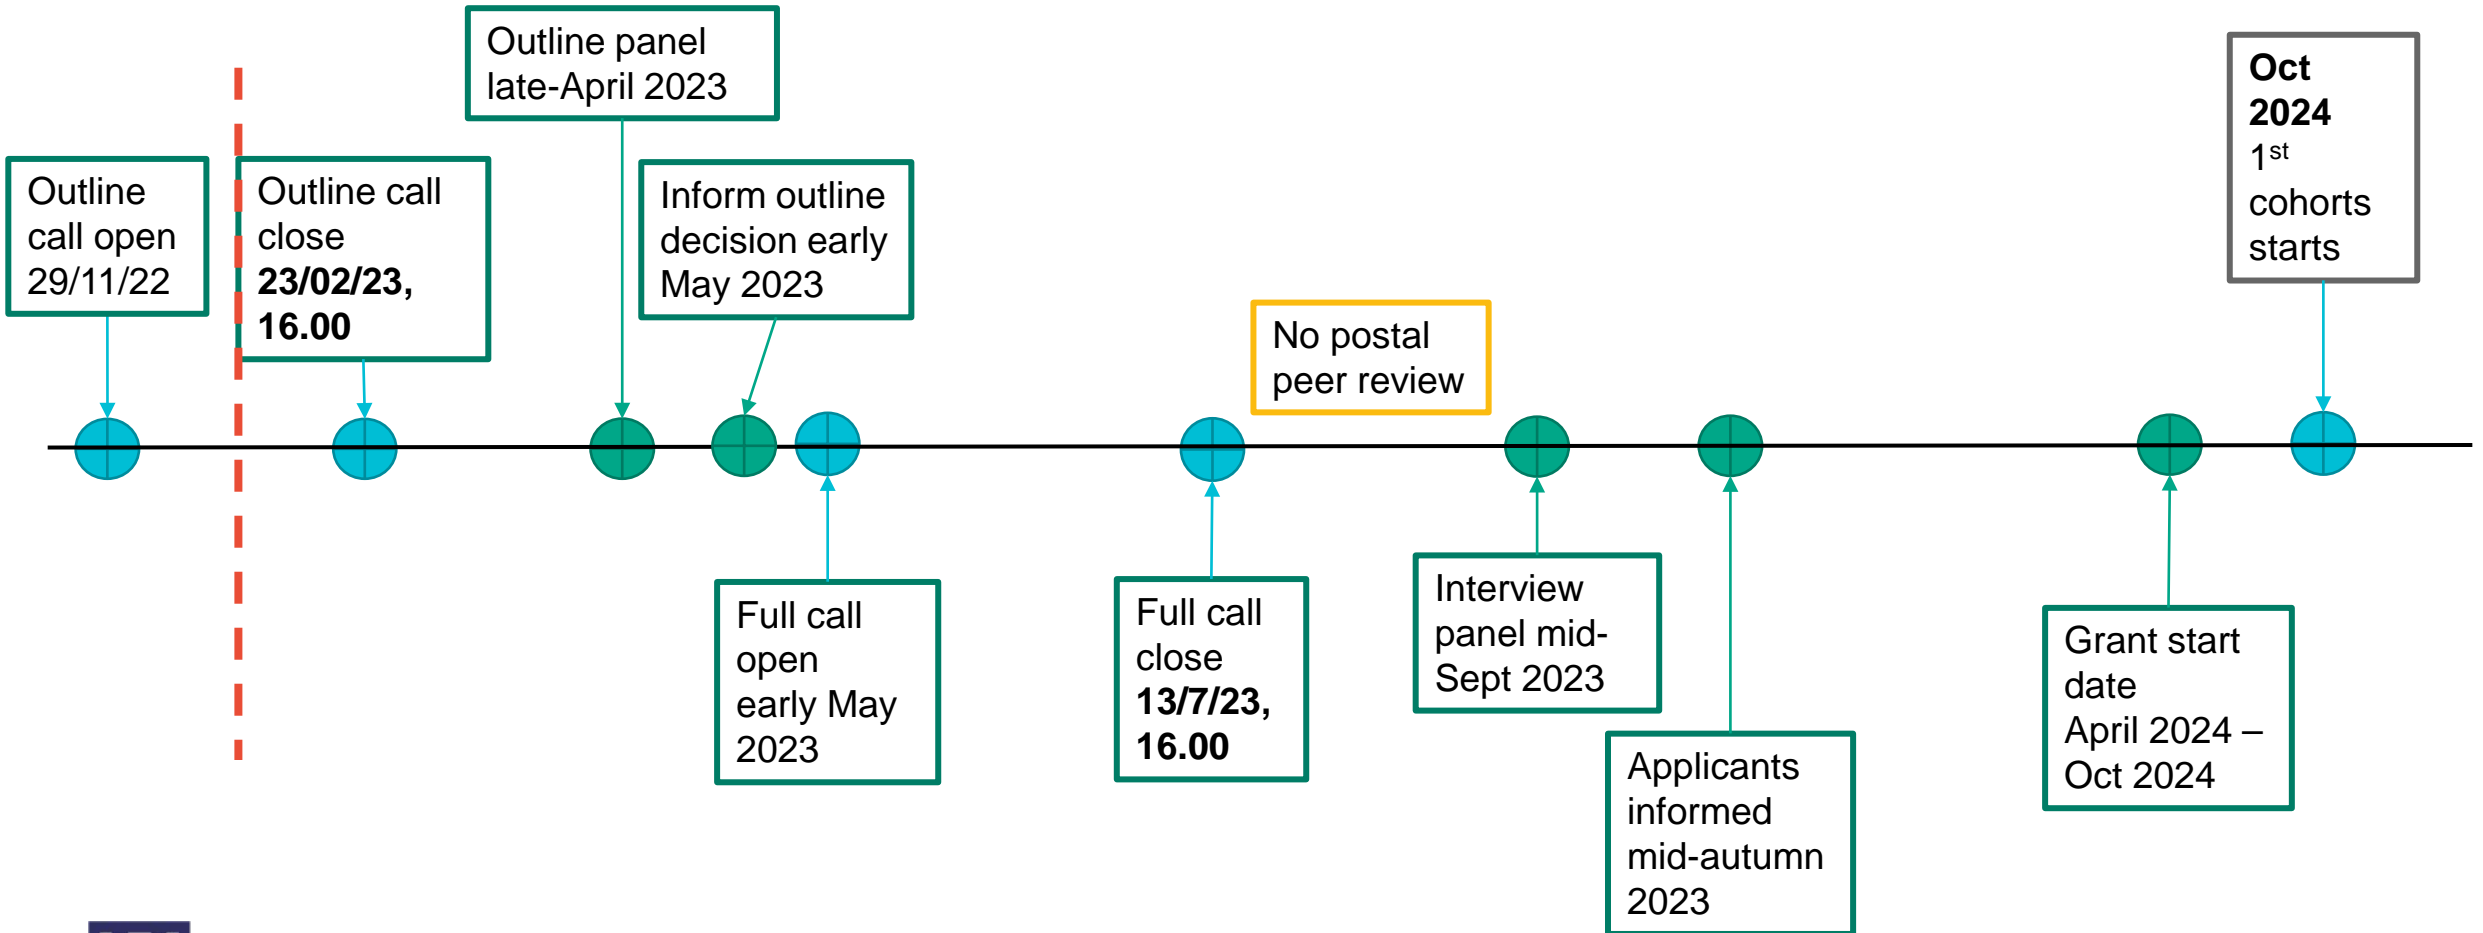 Outline
call open
29/11/22
Outline call
close
23/02/23,
16.00
Outline panel
late-April 2023
Inform outline
decision early
May 2023
Full call
open
early May
2023
Full call
close
13/7/23,
16.00
No postal
peer review
Interview
panel mid-
Sept 2023
Applicants
informed
mid-autumn
2023
Grant start
date
April 2024 –
Oct 2024
Oct
2024
1st
cohorts
starts